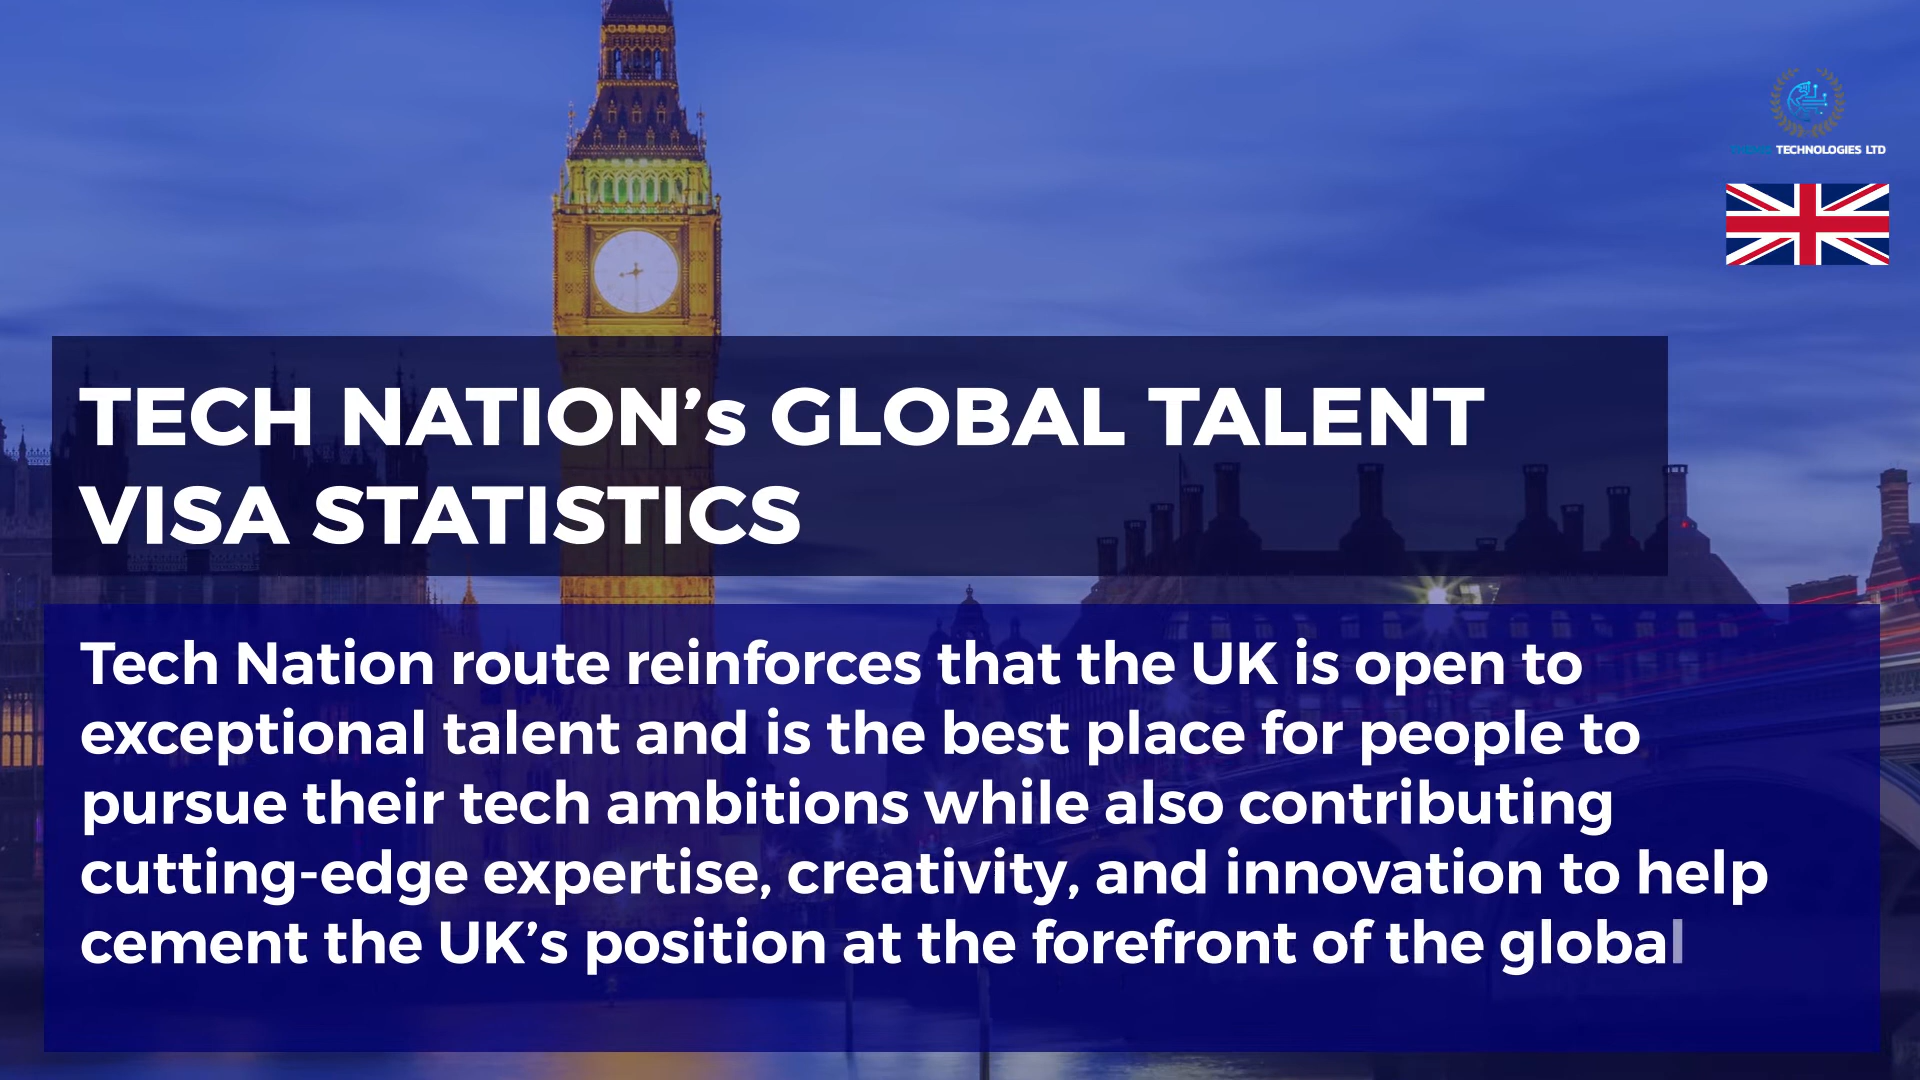 TECHNOLOGIES LTD
TECH NATION’s GLOBAL TALENT
VISA STATISTICS
Tech Nation route reinforces that the UK is open to
exceptional talent and is the best place for people to
pursue their tech ambitions while also contributing
cutting-edge expertise, creativity, and innovation to help
cement the UK’s position at the forefront of the global